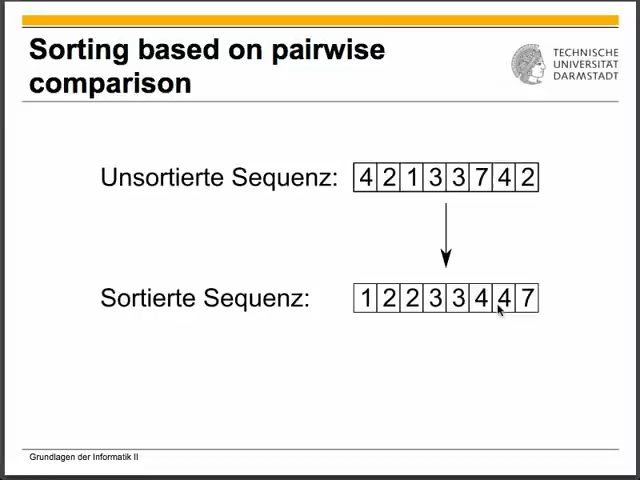 Sorting based on pairwise
comparison
TECHNISCHE
UNIVERSITÄT
DARMSTADT
Unsortierte Sequenz: 4 2 1 3 3 7 4 2
Sortierte Sequenz: 1 2 2 3 3 4 4 7
Grundlagen der Informatik II